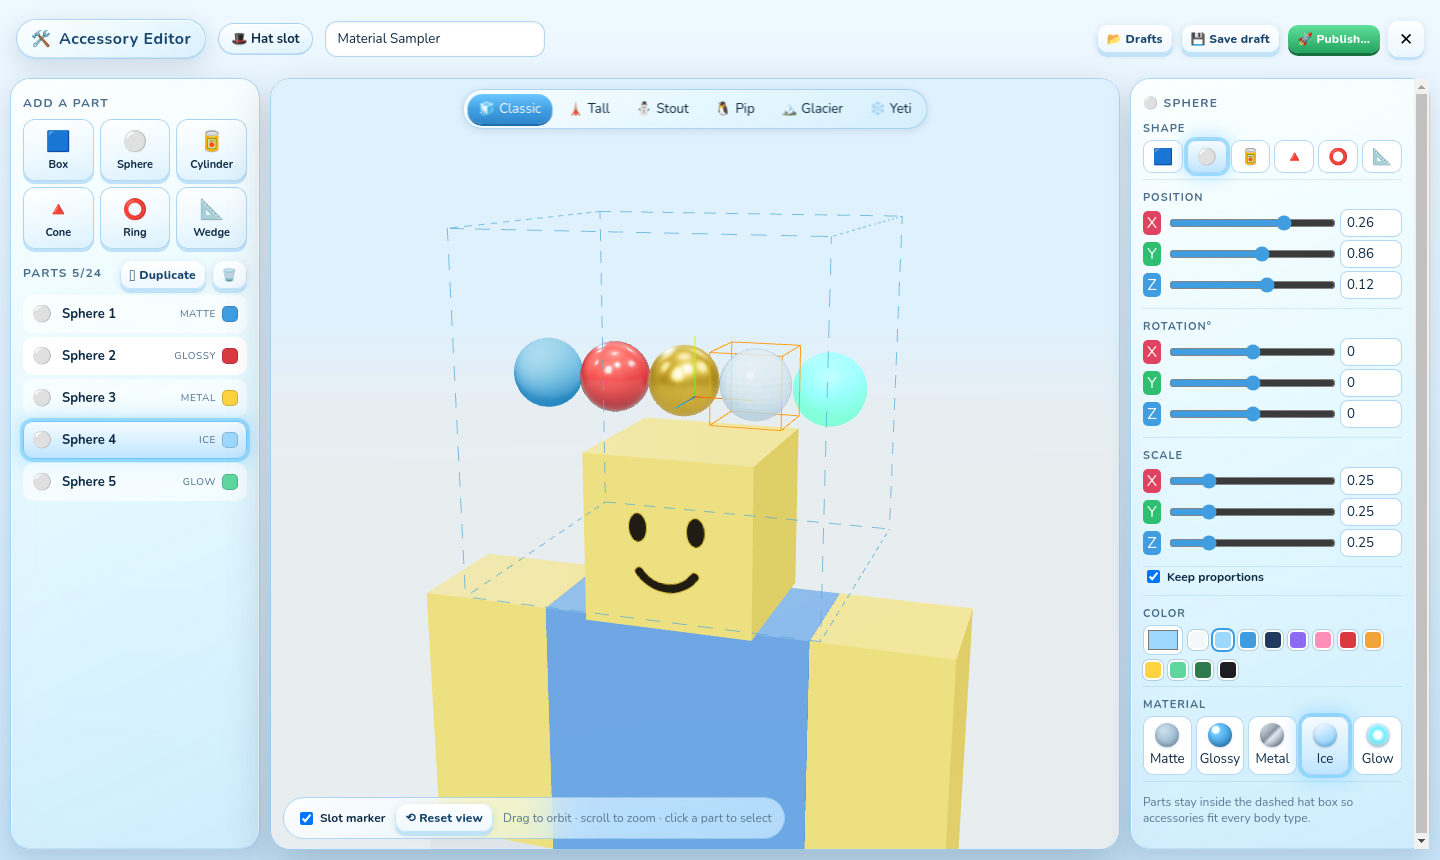 Accessory Editor
Hat slot
Material Sampler
Drafts
Save draft
Publish...
ADD A PART
Box
Sphere
Cylinder
Cone
Ring
Wedge
PARTS 5/24
Duplicate
Sphere 1 MATTE
Sphere 2 GLOSSY
Sphere 3 METAL
Sphere 4 ICE
Sphere 5 GLOW
Classic
Tall
Stout
Pip
Glacier
Yeti
Slot marker
Reset view
Drag to orbit · scroll to zoom · click a part to select
SPHERE
SHAPE
POSITION
X 0.26
Y 0.86
Z 0.12
ROTATION°
X 0
Y 0
Z 0
SCALE
X 0.25
Y 0.25
Z 0.25
Keep proportions
COLOR
MATERIAL
Matte
Glossy
Metal
Ice
Glow
Parts stay inside the dashed hat box so
accessories fit every body type.